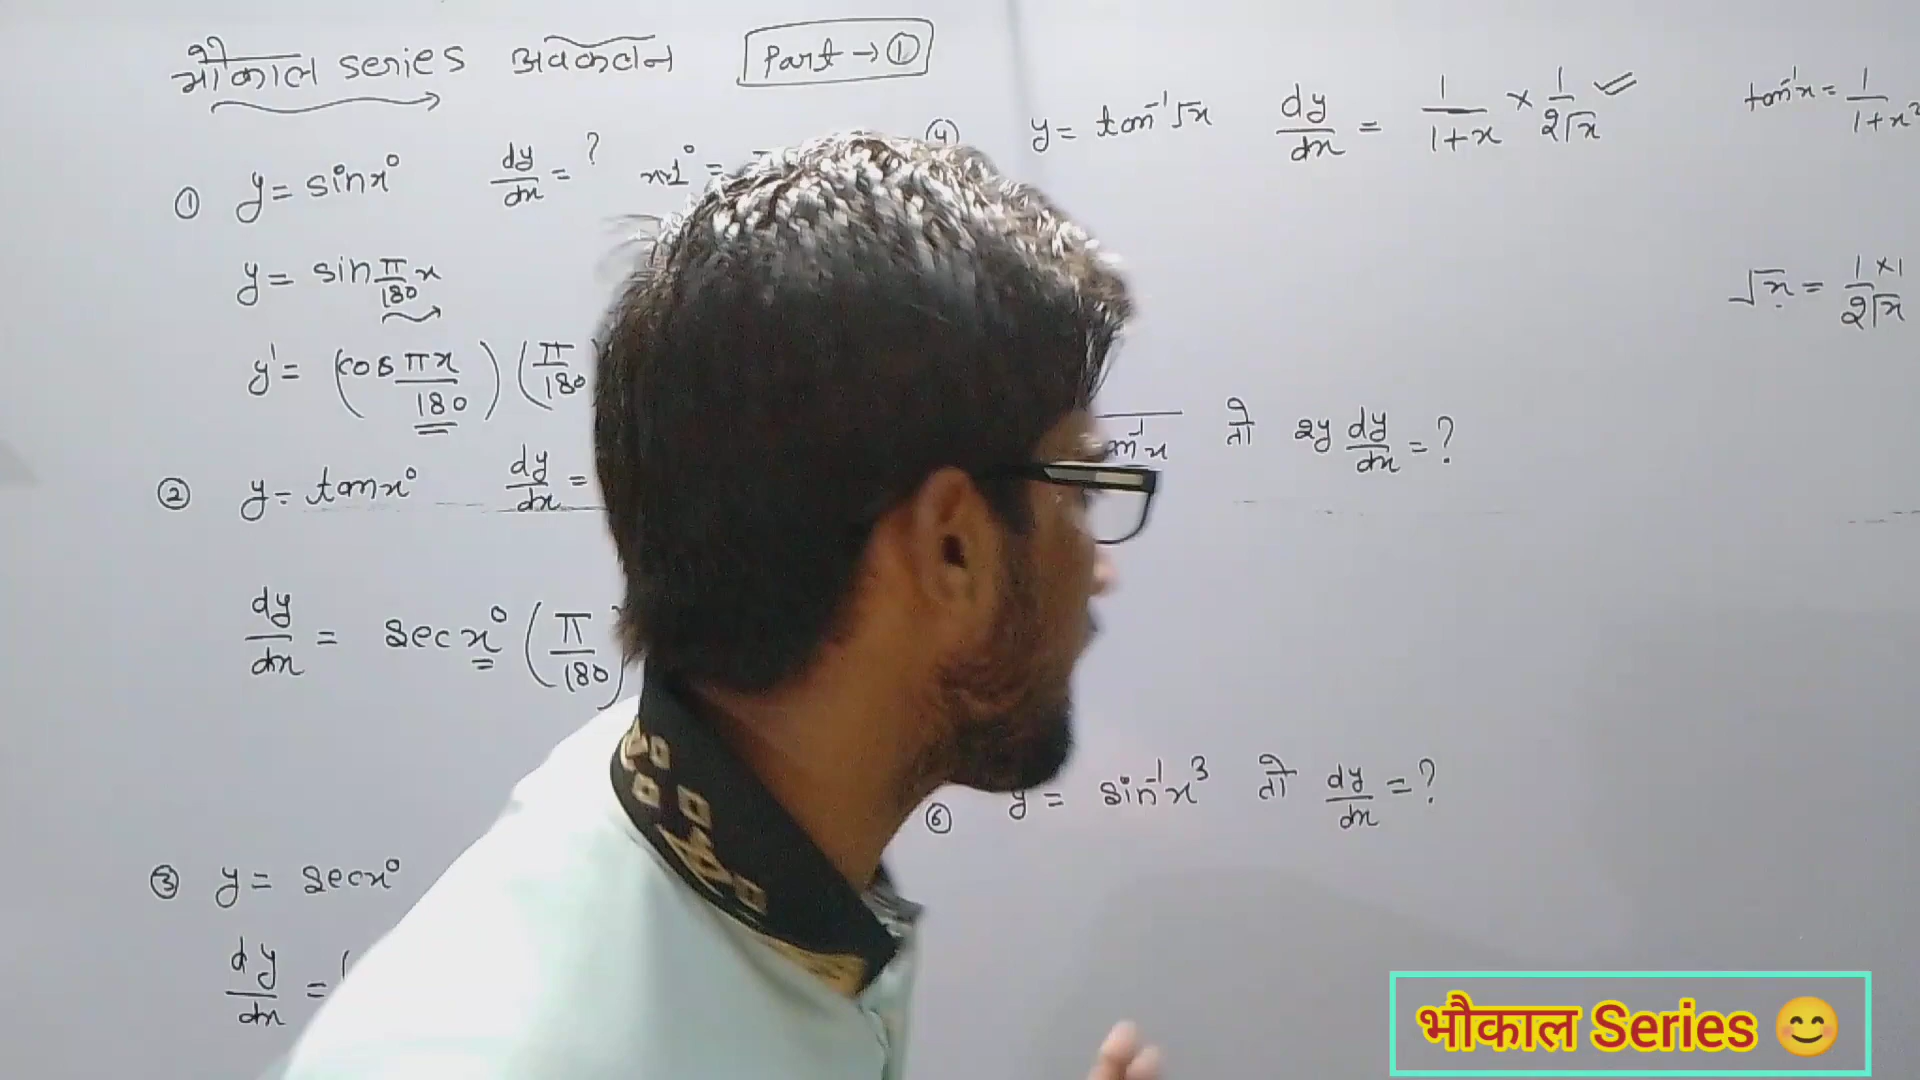 भौकाल series अवकलन Part → ①
① y = sinx° dy/dx = ?
y = sin π/180 x
y' = (cos πx/180) (π/180
② y = tanx° dy/dx =
dy/dx = secx° (π/180)
③ y = secx°
dy/dx = (
④ y = tan⁻¹√x dy/dx = 1/1+x × 1/2√x ✓
tan⁻¹x = 1/1+x²
√x = 1/2√x ×1
तो 2y dy/dx = ?
⑥ y = sin⁻¹x³ तो dy/dx = ?
भौकाल Series 😊